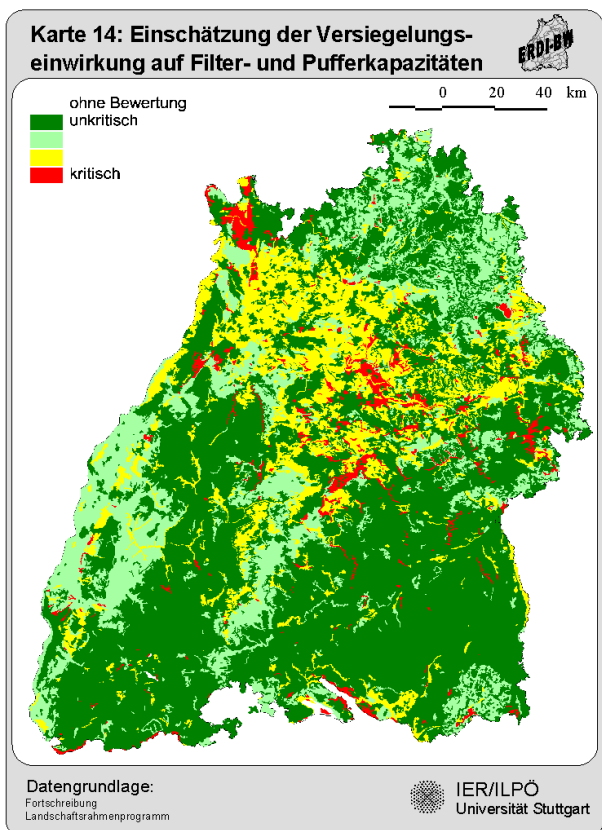 Karte 14: Einschätzung der Versiegelungs-
einwirkung auf Filter- und Pufferkapazitäten
ERDI-BW
ohne Bewertung
unkritisch
kritisch
0 20 40 km
Datengrundlage:
Fortschreibung
Landschaftsrahmenprogramm
IER/ILPÖ
Universität Stuttgart